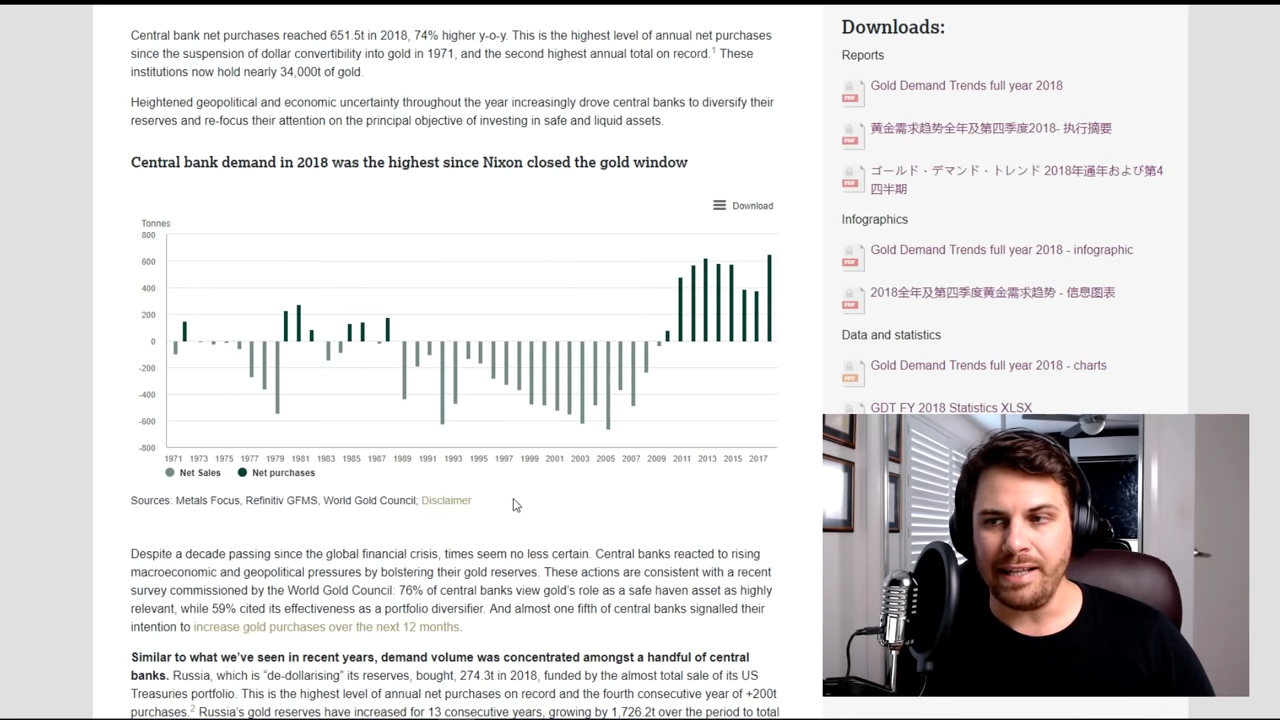 Central bank net purchases reached 651.5t in 2018, 74% higher y-o-y. This is the highest level of annual net purchases
since the suspension of dollar convertibility into gold in 1971, and the second highest annual total on record.1 These
institutions now hold nearly 34,000t of gold.
Heightened geopolitical and economic uncertainty throughout the year increasingly drove central banks to diversify their
reserves and re-focus their attention on the principal objective of investing in safe and liquid assets.
Central bank demand in 2018 was the highest since Nixon closed the gold window
Download
Tonnes
800
600
400
200
0
-200
-400
-600
-800
1971 1973 1975 1977 1979 1981 1983 1985 1987 1989 1991 1993 1995 1997 1999 2001 2003 2005 2007 2009 2011 2013 2015 2017
Net Sales Net purchases
Sources: Metals Focus, Refinitiv GFMS, World Gold Council; Disclaimer
Despite a decade passing since the global financial crisis, times seem no less certain. Central banks reacted to rising
macroeconomic and geopolitical pressures by bolstering their gold reserves. These actions are consistent with a recent
survey commissioned by the World Gold Council: 76% of central banks view gold's role as a safe haven asset as highly
relevant, while 59% cited its effectiveness as a portfolio diversifier. And almost one fifth of central banks signalled their
intention to increase gold purchases over the next 12 months.
Similar to what we've seen in recent years, demand volume was concentrated amongst a handful of central
banks. Russia, which is “de-dollarising” its reserves, bought, 274.3t in 2018, funded by the almost total sale of its US
Treasuries portfolio. This is the highest level of annual net purchases on record and the fourth consecutive year of +200t
purchases.2 Russia's gold reserves have increased for 13 consecutive years, growing by 1,726.2t over the period to total
Downloads:
Reports
PDF
Gold Demand Trends full year 2018
PDF
黄金需求趋势全年及第四季度2018- 执行摘要
PDF
ゴールド・デマンド・トレンド 2018年通年および第4
四半期
Infographics
PDF
Gold Demand Trends full year 2018 - infographic
PDF
2018全年及第四季度黄金需求趋势 - 信息图表
Data and statistics
PPT
Gold Demand Trends full year 2018 - charts
GDT FY 2018 Statistics XLSX